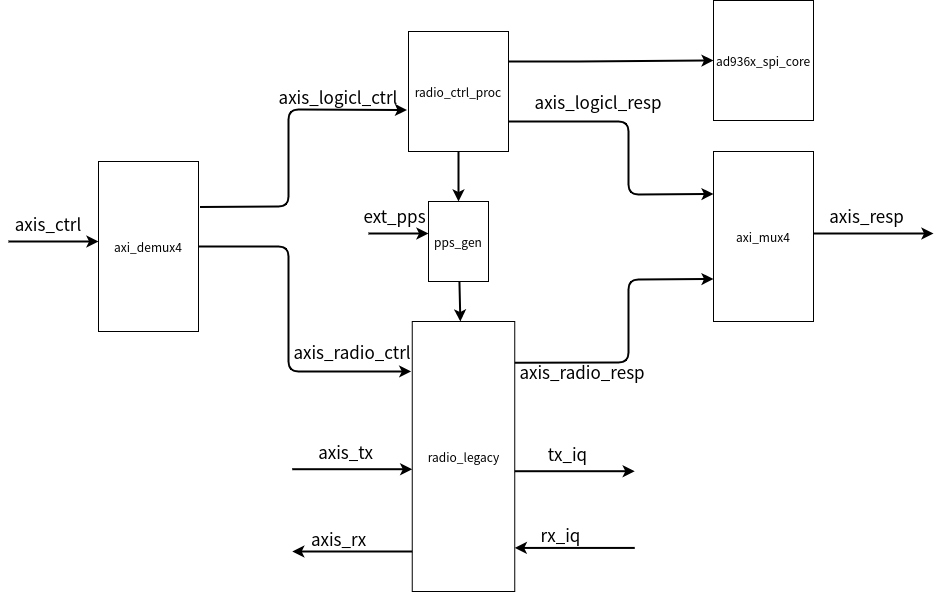 ad936x_spi_core
radio_ctrl_proc
axis_logicl_ctrl
axis_logicl_resp
axis_ctrl
axi_demux4
ext_pps
pps_gen
axi_mux4
axis_resp
axis_radio_ctrl
axis_radio_resp
axis_tx
radio_legacy
tx_iq
axis_rx
rx_iq